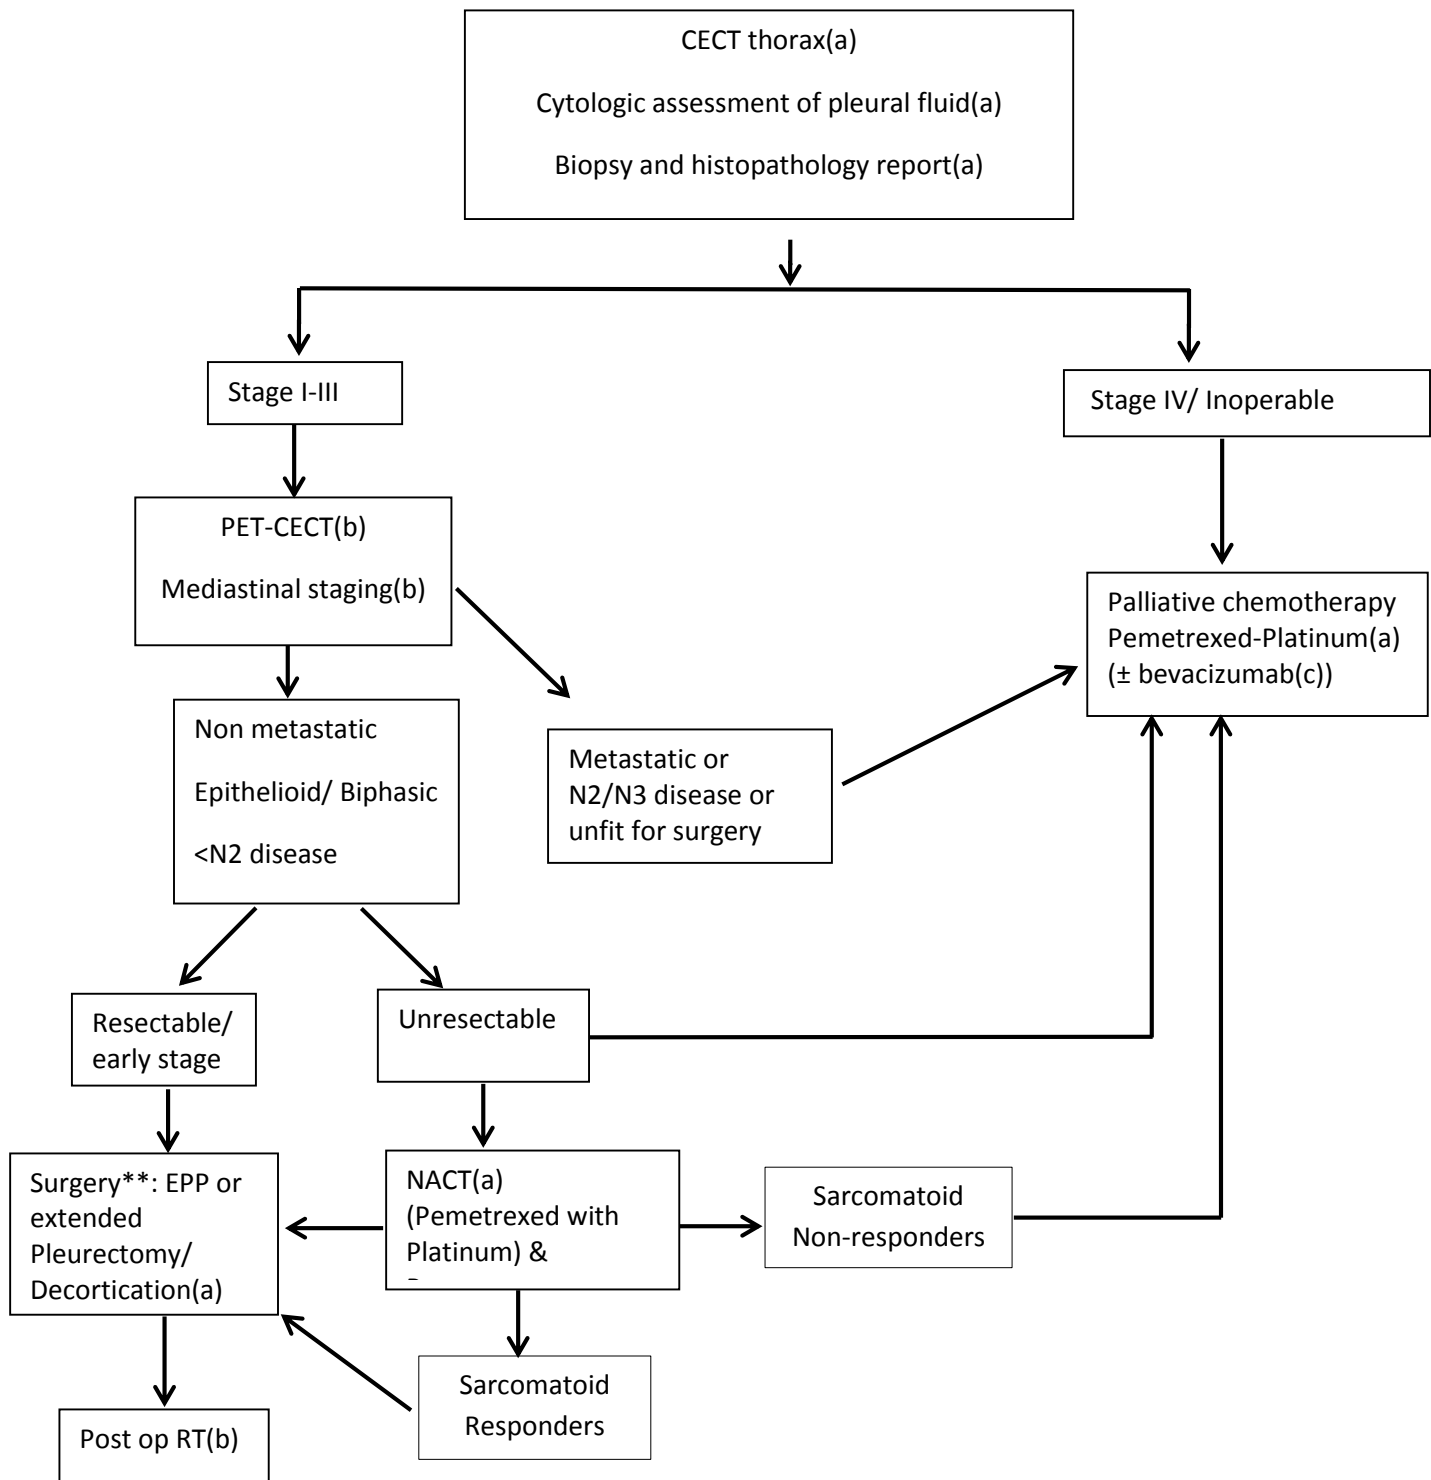 CECT thorax(a)
Cytologic assessment of pleural fluid(a)
Biopsy and histopathology report(a)
Stage I-III
Stage IV/ Inoperable
PET-CECT(b)
Mediastinal staging(b)
Palliative chemotherapy
Pemetrexed-Platinum(a)
(± bevacizumab(c))
Non metastatic
Epithelioid/ Biphasic
<N2 disease
Metastatic or
N2/N3 disease or
unfit for surgery
Resectable/
early stage
Unresectable
Surgery**: EPP or
extended
Pleurectomy/
Decortication(a)
NACT(a)
(Pemetrexed with
Platinum) &
Sarcomatoid
Non-responders
Sarcomatoid
Responders
Post op RT(b)